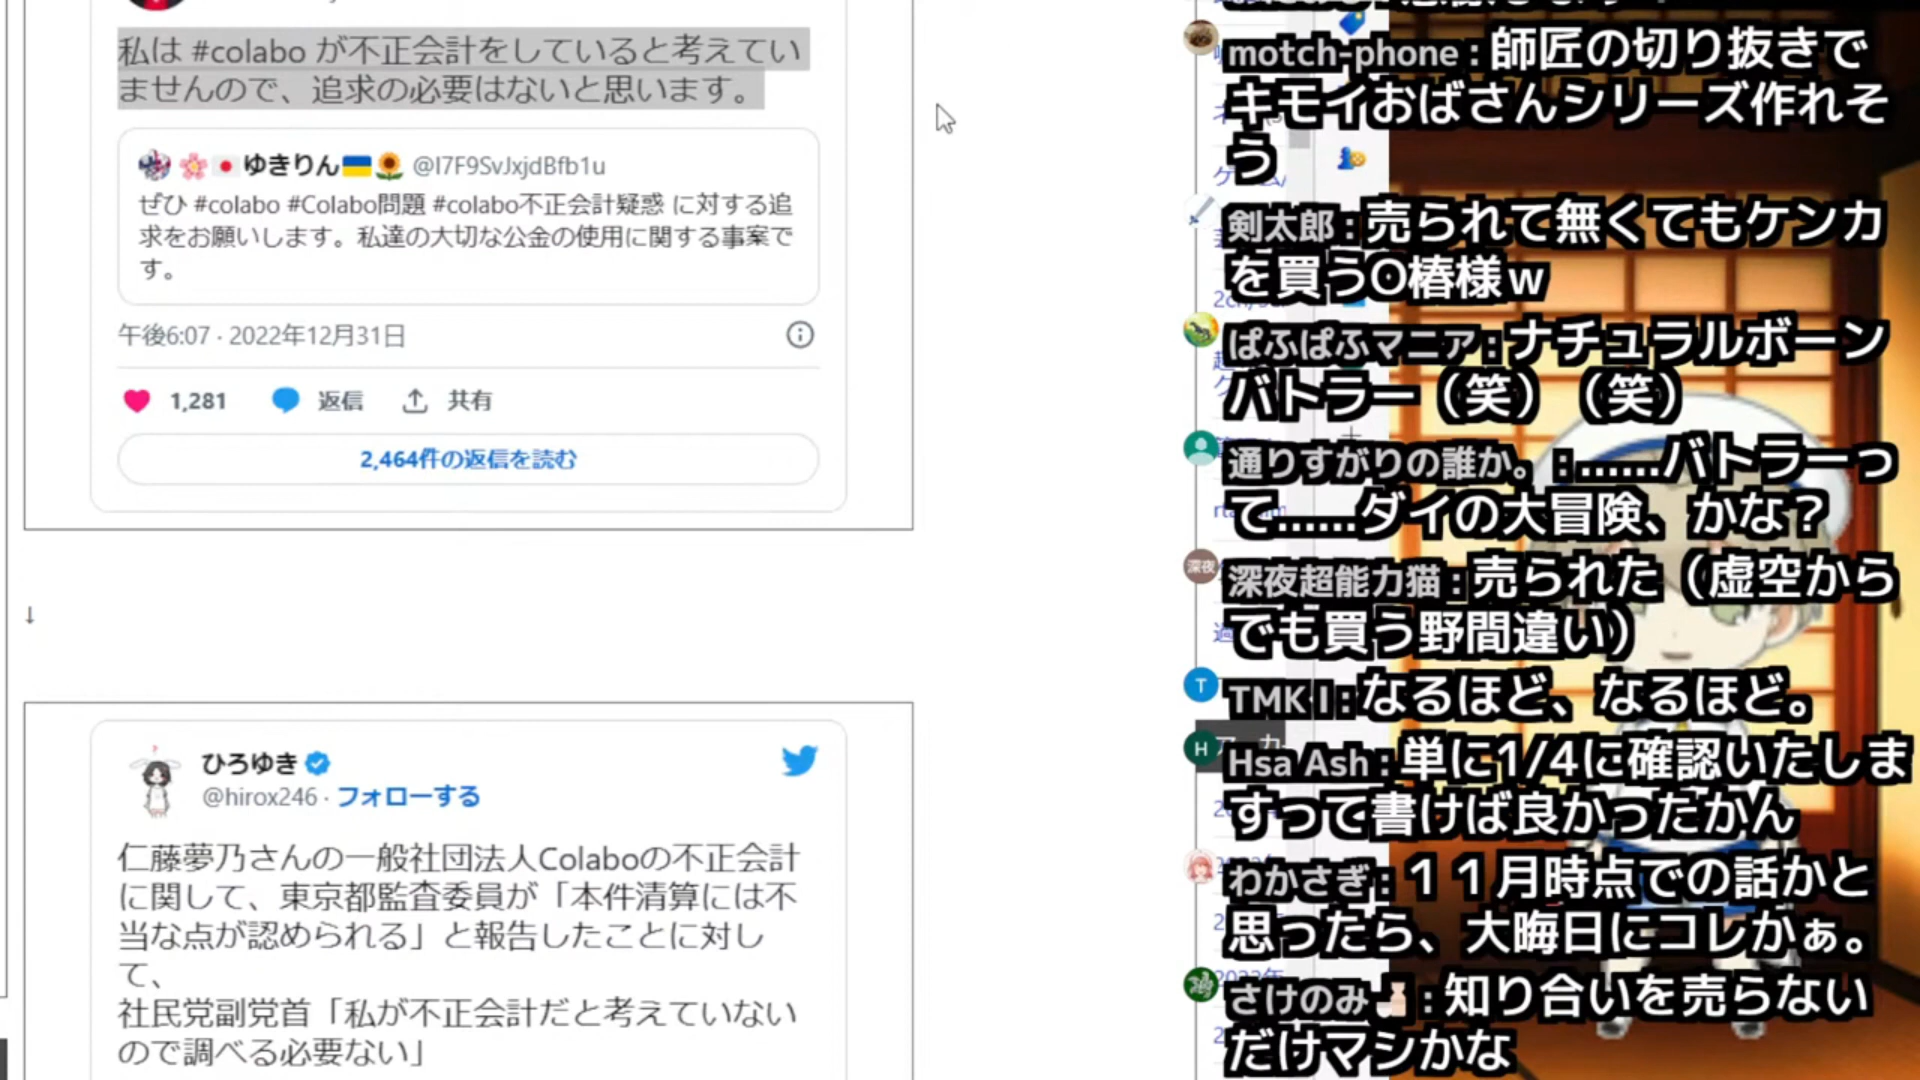 私は #colabo が不正会計をしていると考えてい
ませんので、追求の必要はないと思います。
ゆきりん @I7F9SvJxjdBfb1u
ぜひ #colabo #Colabo問題 #colabo不正会計疑惑 に対する追
求をお願いします。私達の大切な公金の使用に関する事案で
す。
午後6:07 · 2022年12月31日
1,281 返信 共有
2,464件の返信を読む
↓
ひろゆき
@hirox246 · フォローする
仁藤夢乃さんの一般社団法人Colaboの不正会計
に関して、東京都監査委員が「本件清算には不
当な点が認められる」と報告したことに対し
て、
社民党副党首「私が不正会計だと考えていない
ので調べる必要ない」
motch-phone : 師匠の切り抜きで
キモイおばさんシリーズ作れそ
う
剣太郎 : 売られて無くてもケンカ
を買うO椿様ｗ
ぱふぱふマニア : ナチュラルボーン
バトラー（笑）（笑）
通りすがりの誰か。 : ……バトラーっ
て……ダイの大冒険、かな？
深夜
深夜超能力猫 : 売られた（虚空から
でも買う野間違い）
T
TMK I : なるほど、なるほど。
H
Hsa Ash : 単に1/4に確認いたしま
すって書けば良かったかん
わかさぎ : １１月時点での話かと
思ったら、大晦日にコレかぁ。
さけのみ : 知り合いを売らない
だけマシかな